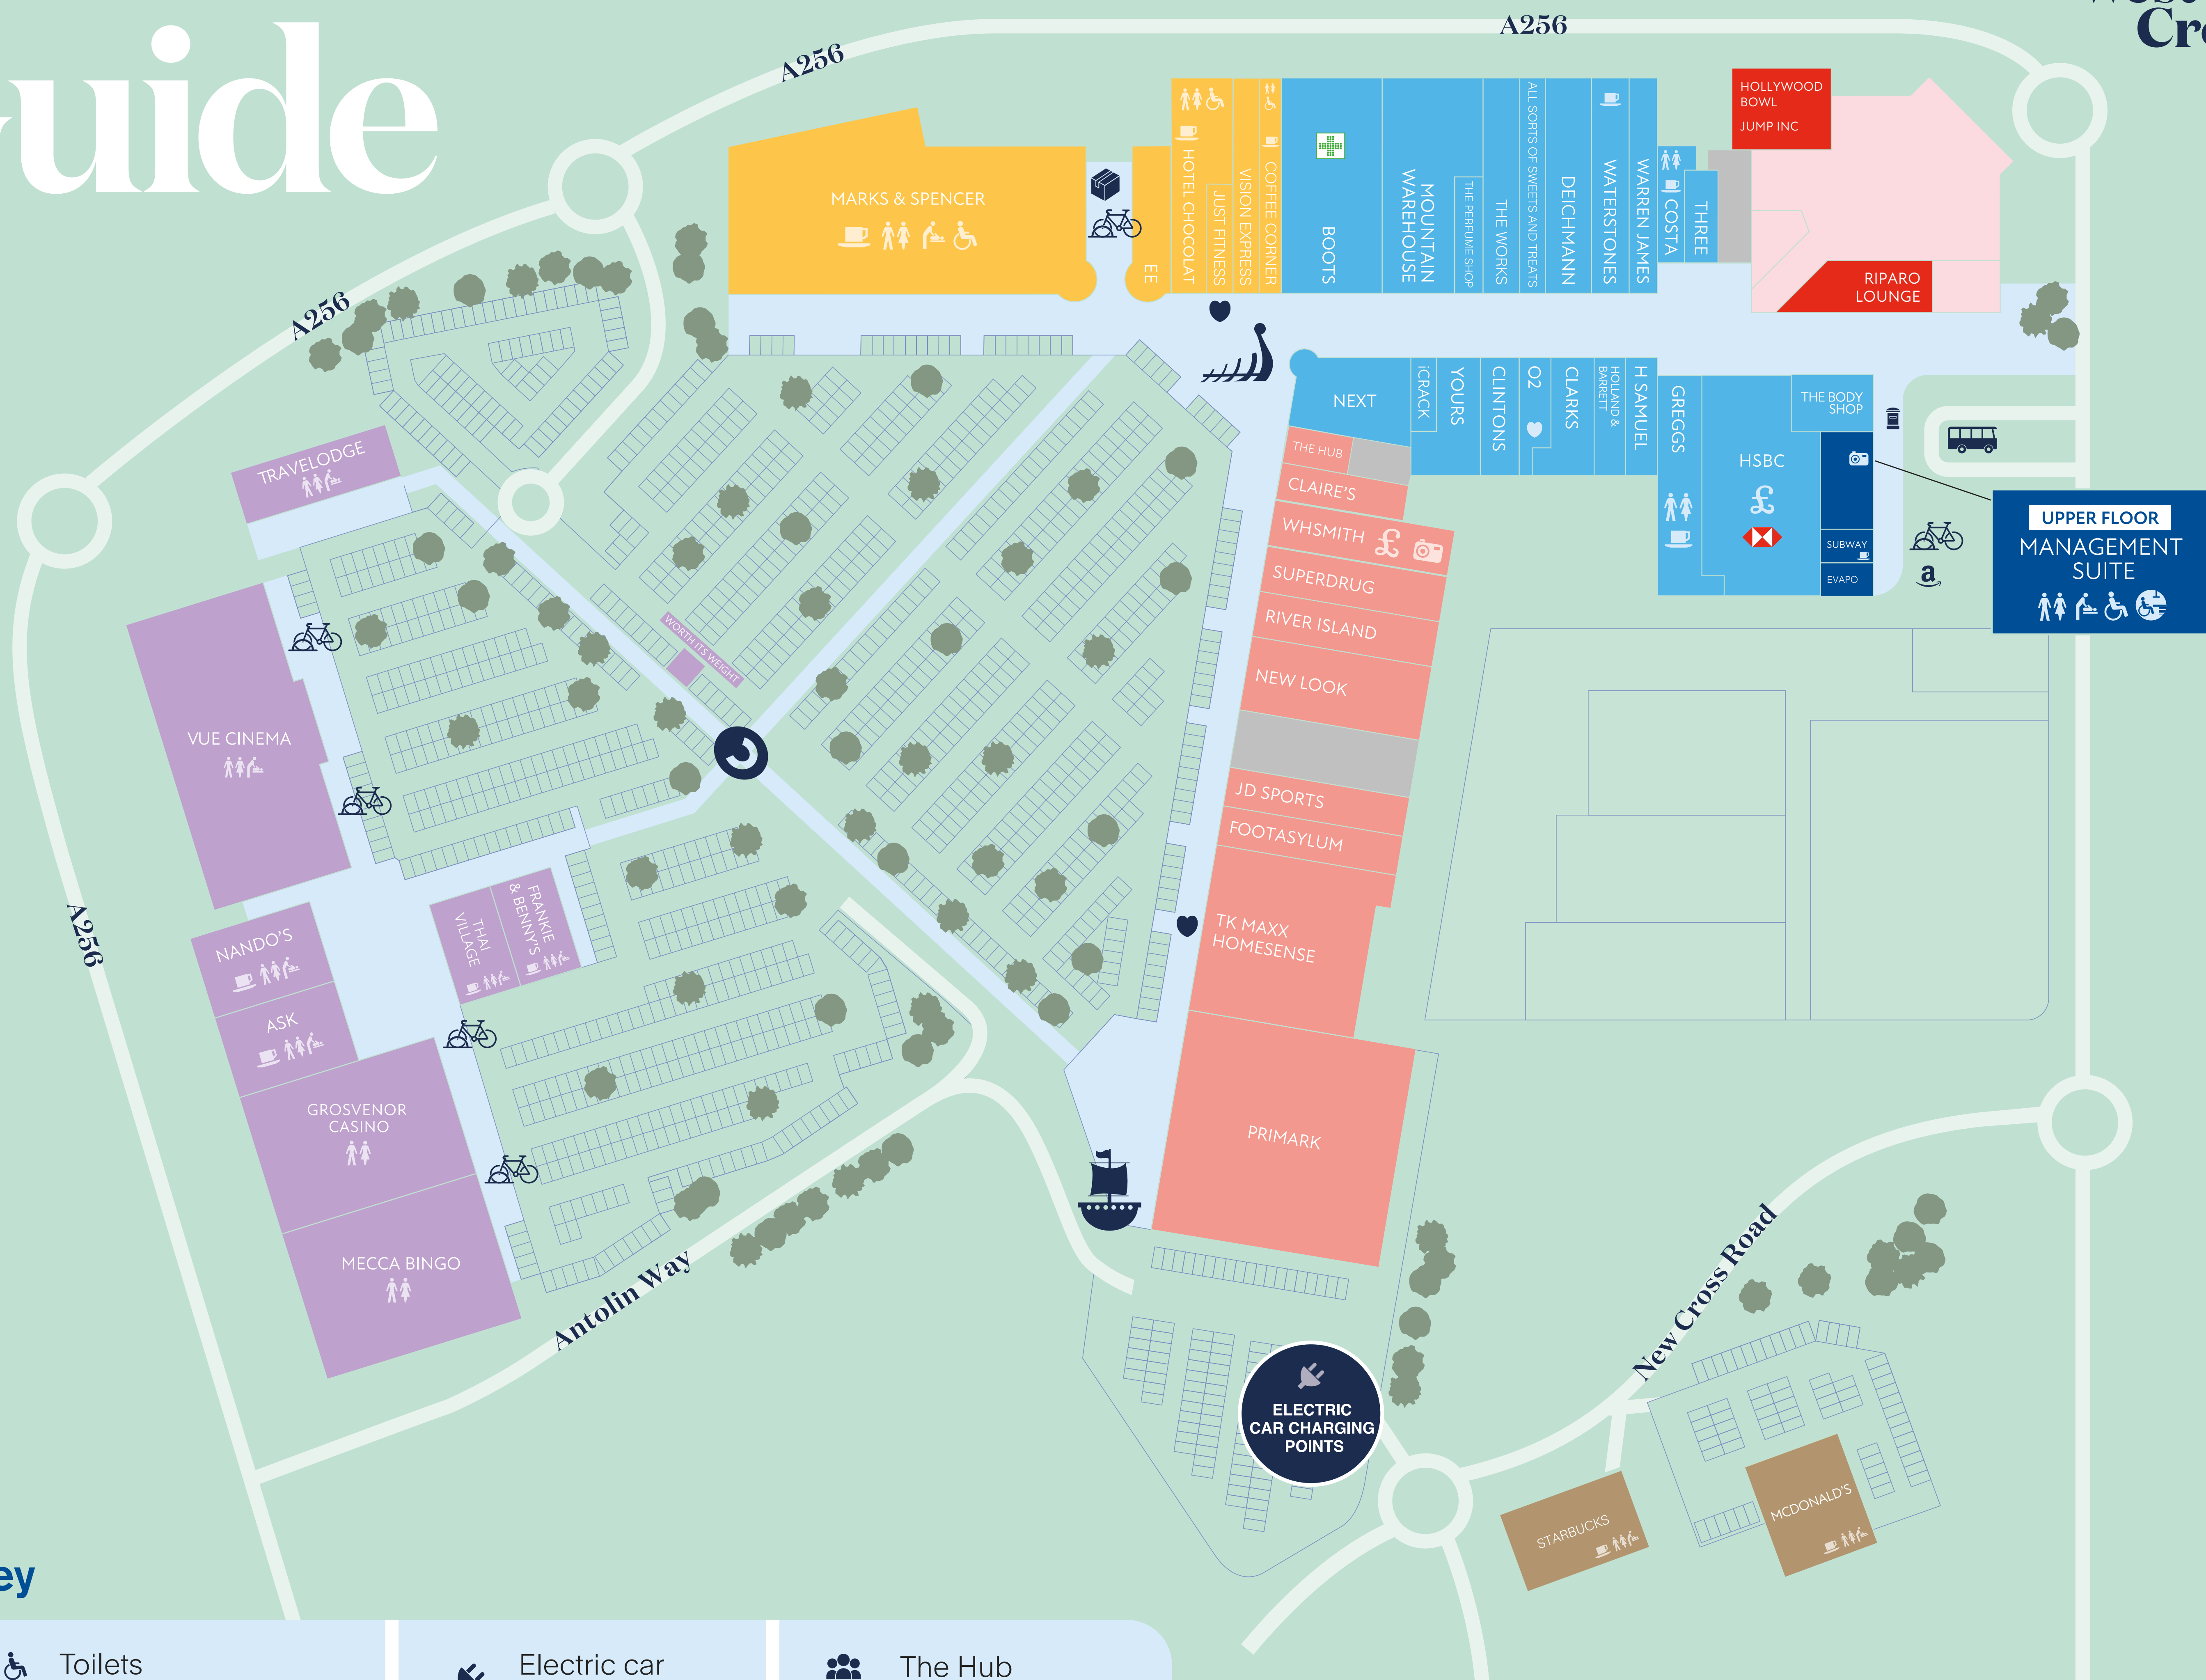 uide
A256
A256
A256
A256
Cro
MARKS & SPENCER
EE
HOTEL CHOCOLAT
JUST FITNESS
VISION EXPRESS
COFFEE CORNER
BOOTS
MOUNTAIN
WAREHOUSE
THE PERFUME SHOP
THE WORKS
ALL SORTS OF SWEETS AND TREATS
DEICHMANN
WATERSTONES
WARREN JAMES
COSTA
THREE
HOLLYWOOD
BOWL
JUMP INC
RIPARO
LOUNGE
NEXT
iCRACK
YOURS
CLINTONS
O2
CLARKS
HOLLAND &
BARRETT
H SAMUEL
GREGGS
HSBC
£
THE BODY
SHOP
SUBWAY
EVAPO
a
UPPER FLOOR
MANAGEMENT
SUITE
THE HUB
CLAIRE'S
WHSMITH £
SUPERDRUG
RIVER ISLAND
NEW LOOK
JD SPORTS
FOOTASYLUM
TK MAXX
HOMESENSE
PRIMARK
TRAVELODGE
WORTH ITS WEIGHT
VUE CINEMA
NANDO'S
ASK
THAI
VILLAGE
FRANKIE
& BENNY'S
GROSVENOR
CASINO
MECCA BINGO
Antolin Way
New Cross Road
ELECTRIC
CAR CHARGING
POINTS
STARBUCKS
MCDONALD'S
ey
Toilets
Electric car
The Hub